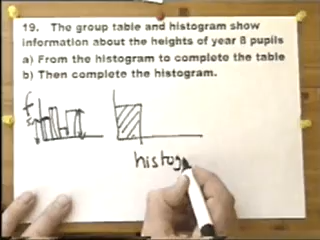 19. The group table and histogram show
information about the heights of year 8 pupils
a) From the histogram to complete the table
b) Then complete the histogram.
f
histog